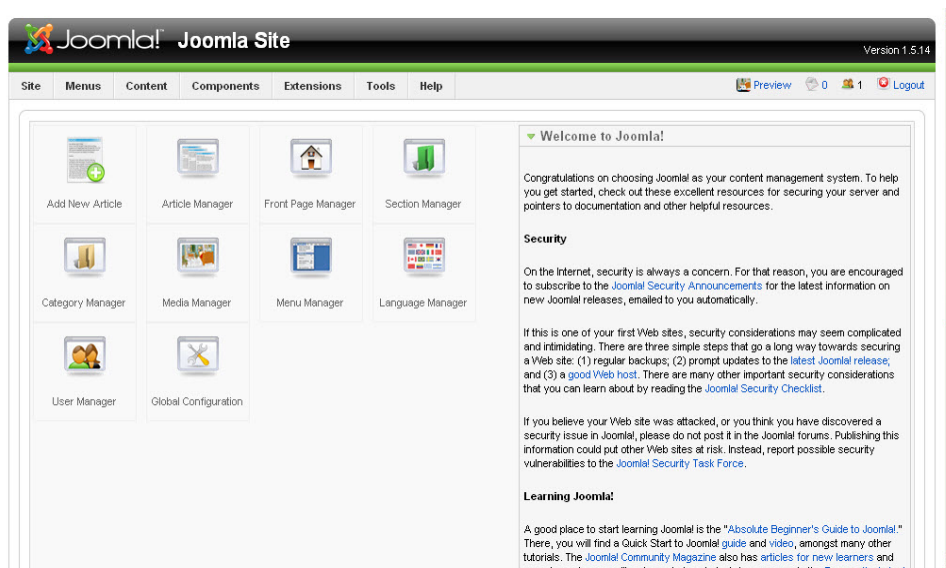 Joomla! Joomla Site
Version 1.5.14
Site Menus Content Components Extensions Tools Help Preview 0 1 Logout
Add New Article Article Manager Front Page Manager Section Manager
Category Manager Media Manager Menu Manager Language Manager
User Manager Global Configuration
Welcome to Joomla!
Congratulations on choosing Joomla! as your content management system. To help
you get started, check out these excellent resources for securing your server and
pointers to documentation and other helpful resources.
Security
On the Internet, security is always a concern. For that reason, you are encouraged
to subscribe to the Joomla! Security Announcements for the latest information on
new Joomla! releases, emailed to you automatically.
If this is one of your first Web sites, security considerations may seem complicated
and intimidating. There are three simple steps that go a long way towards securing
a Web site: (1) regular backups; (2) prompt updates to the latest Joomla! release;
and (3) a good Web host. There are many other important security considerations
that you can learn about by reading the Joomla! Security Checklist.
If you believe your Web site was attacked, or you think you have discovered a
security issue in Joomla!, please do not post it in the Joomla! forums. Publishing this
information could put other Web sites at risk. Instead, report possible security
vulnerabilities to the Joomla! Security Task Force.
Learning Joomla!
A good place to start learning Joomla! is the "Absolute Beginner's Guide to Joomla!."
There, you will find a Quick Start to Joomla! guide and video, amongst many other
tutorials. The Joomla! Community Magazine also has articles for new learners and